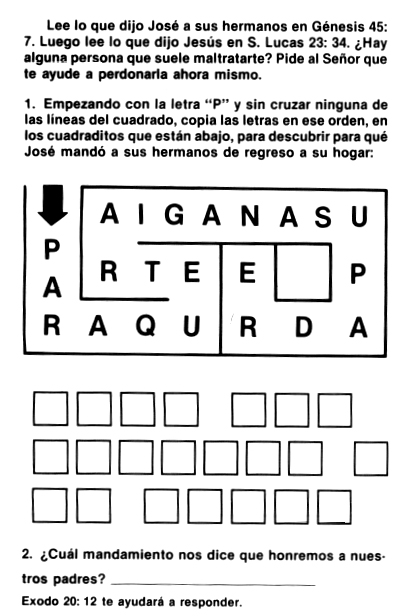 Lee lo que dijo José a sus hermanos en Génesis 45:
7. Luego lee lo que dijo Jesús en S. Lucas 23: 34. ¿Hay
alguna persona que suele maltratarte? Pide al Señor que
te ayude a perdonarla ahora mismo.
1. Empezando con la letra “P” y sin cruzar ninguna de
las líneas del cuadrado, copia las letras en ese orden, en
los cuadraditos que están abajo, para descubrir para qué
José mandó a sus hermanos de regreso a su hogar:
A I G A N A S U
P
R T E E P
A
R A Q U R D A
2. ¿Cuál mandamiento nos dice que honremos a nues-
tros padres?
Exodo 20: 12 te ayudará a responder.